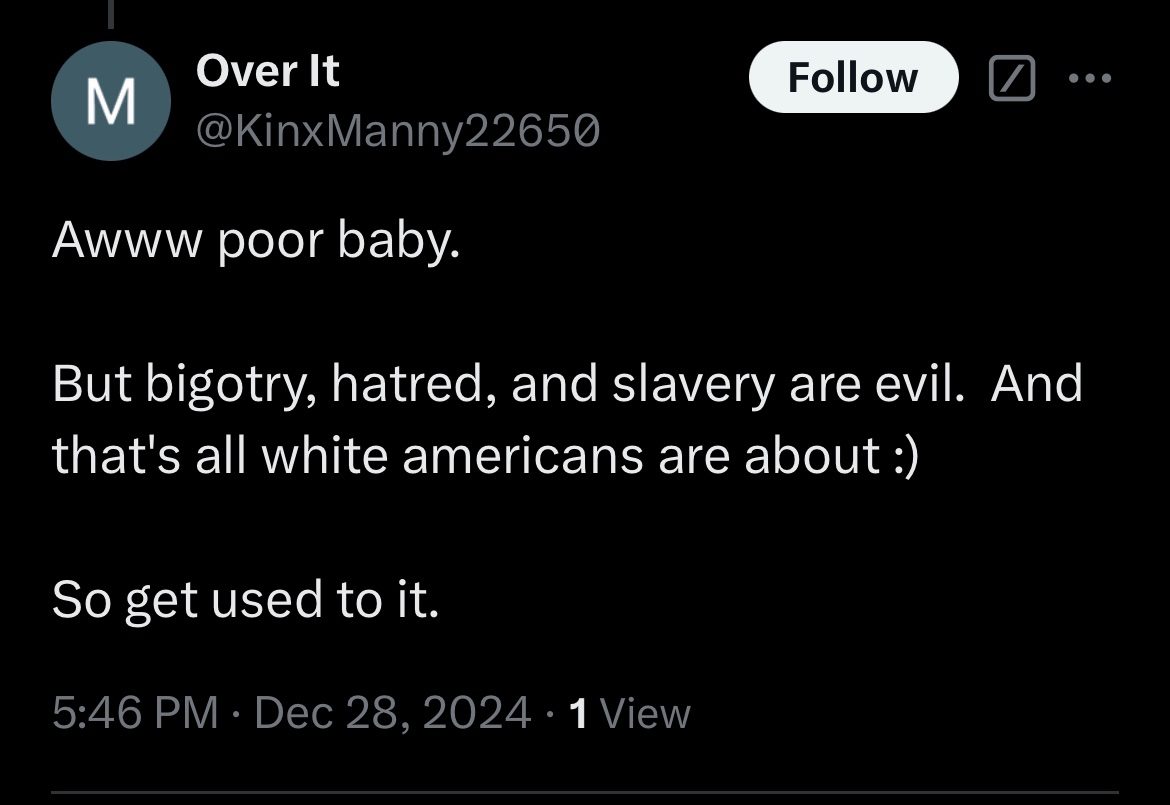 M
Over It
Follow
@KinxManny22650
Awww poor baby.
But bigotry, hatred, and slavery are evil.  And
that's all white americans are about :)
So get used to it.
5:46 PM · Dec 28, 2024 · 1 View